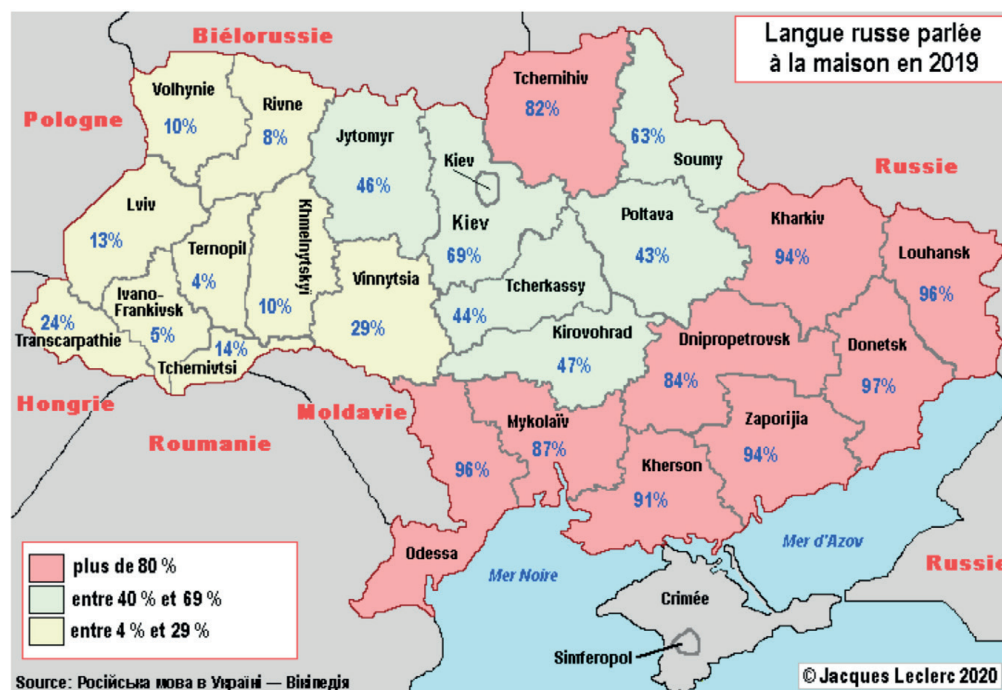 Langue russe parlée
à la maison en 2019
Biélorussie
Pologne
Russie
Hongrie
Roumanie
Moldavie
Russie
Volhynie
10%
Rivne
8%
Jytomyr
46%
Kiev
Kiev
69%
Tchernihiv
82%
63%
Soumy
Lviv
13%
Ternopil
4%
Khmelnytskyi
10%
Vinnytsia
29%
Tcherkassy
44%
Poltava
43%
Kharkiv
94%
Louhansk
96%
Ivano-
Frankivsk
5%
24%
Transcarpathie
14%
Tchernivtsi
Kirovohrad
47%
Dnipropetrovsk
84%
Donetsk
97%
Mykolaïv
87%
Zaporijia
94%
Kherson
91%
96%
Odessa
Mer Noire
Mer d'Azov
Crimée
Simferopol
plus de 80 %
entre 40 % et 69 %
entre 4 % et 29 %
Source: Російська мова в Україні — Вікіпедія
© Jacques Leclerc 2020